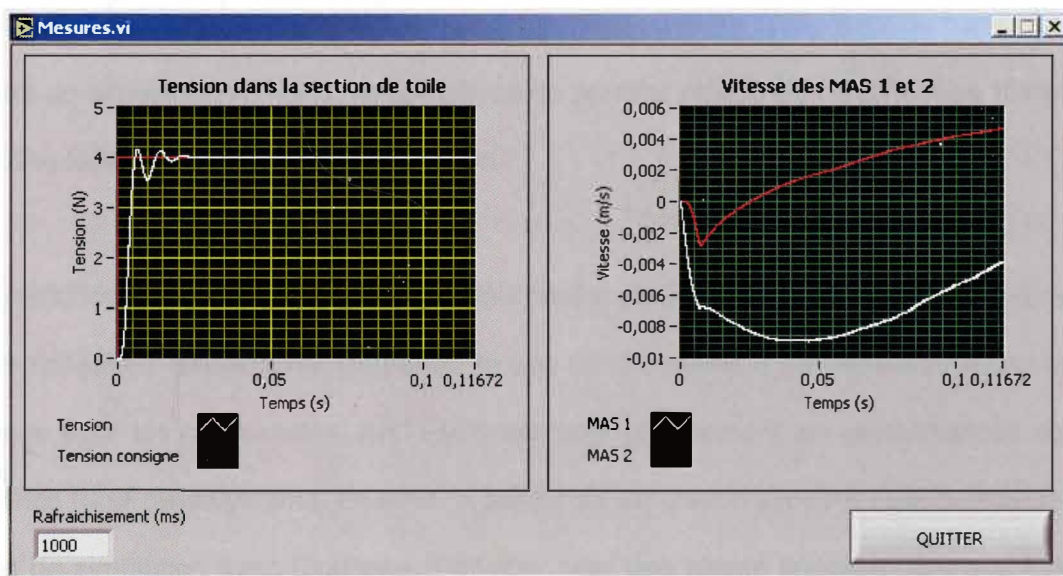 Mesures.vi
Tension dans la section de toile
5
4
3
2
1
0
Tension (N)
0
0,05
0,1
0,11672
Temps (s)
Tension
Tension consigne
Vitesse des MAS 1 et 2
0,006
0,004
0,002
0
-0,002
-0,004
-0,006
-0,008
-0,01
Vitesse (m/s)
0
0,05
0,1
0,11672
Temps (s)
MAS 1
MAS 2
Rafraichisement (ms)
1000
QUITTER